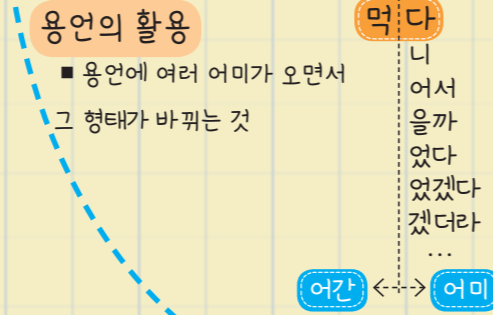 용언의 활용
■ 용언에 여러 어미가 오면서
그 형태가 바뀌는 것
먹다
니
어서
을까
었다
었겠다
겠더라
...
어간 <--> 어미